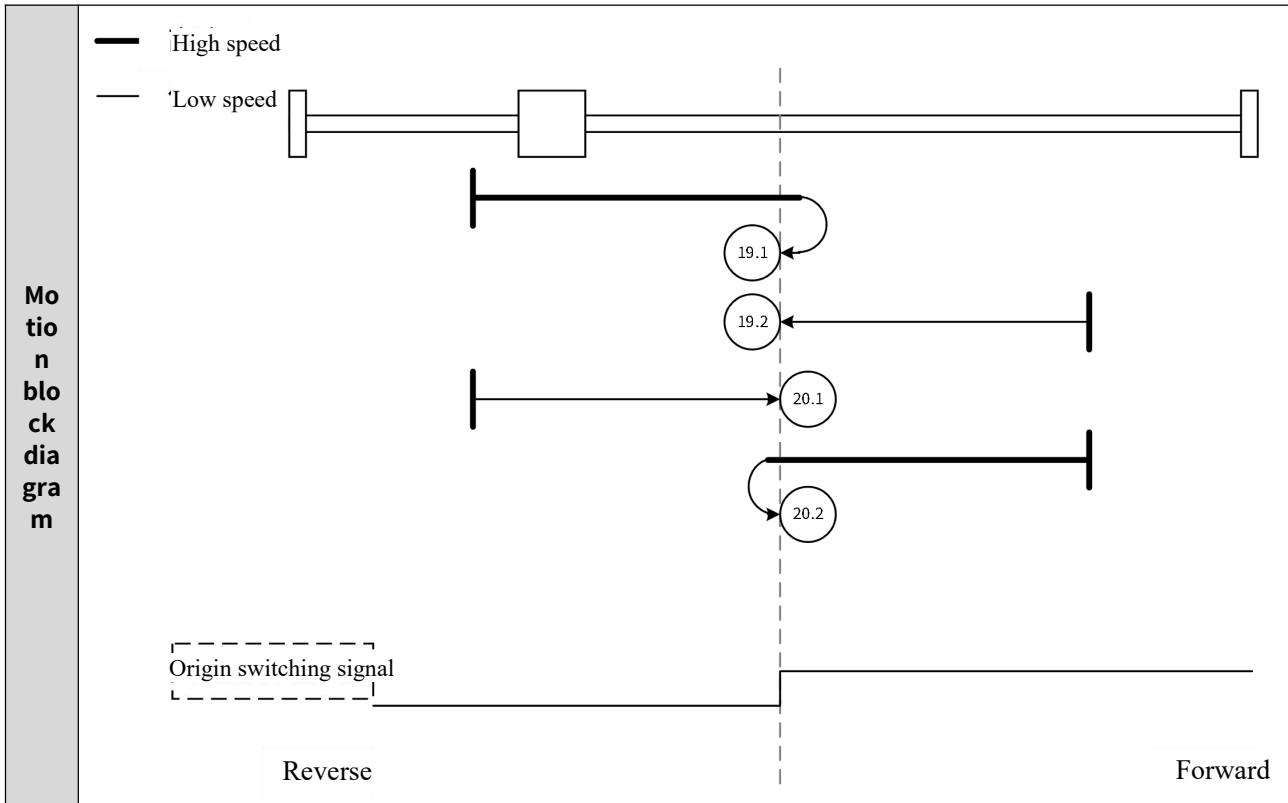 Mo
tio
n
blo
ck
dia
gra
m
High speed
Low speed
19.1
19.2
20.1
20.2
Origin switching signal
Reverse
Forward